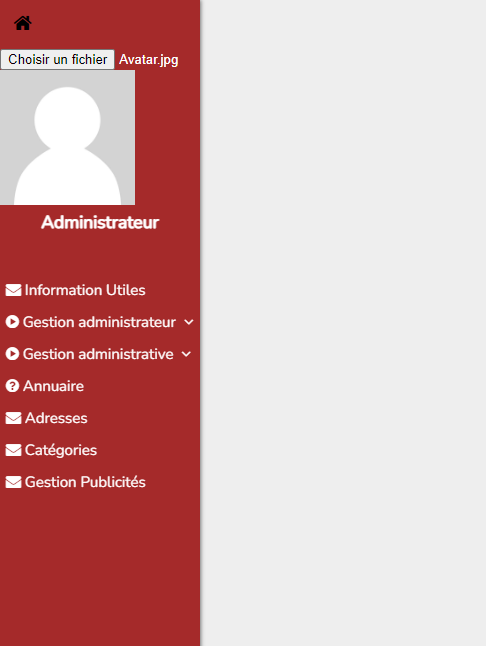 Choisir un fichier Avatar.jpg
Administrateur
Information Utiles
Gestion administrateur
Gestion administrative
Annuaire
Adresses
Catégories
Gestion Publicités